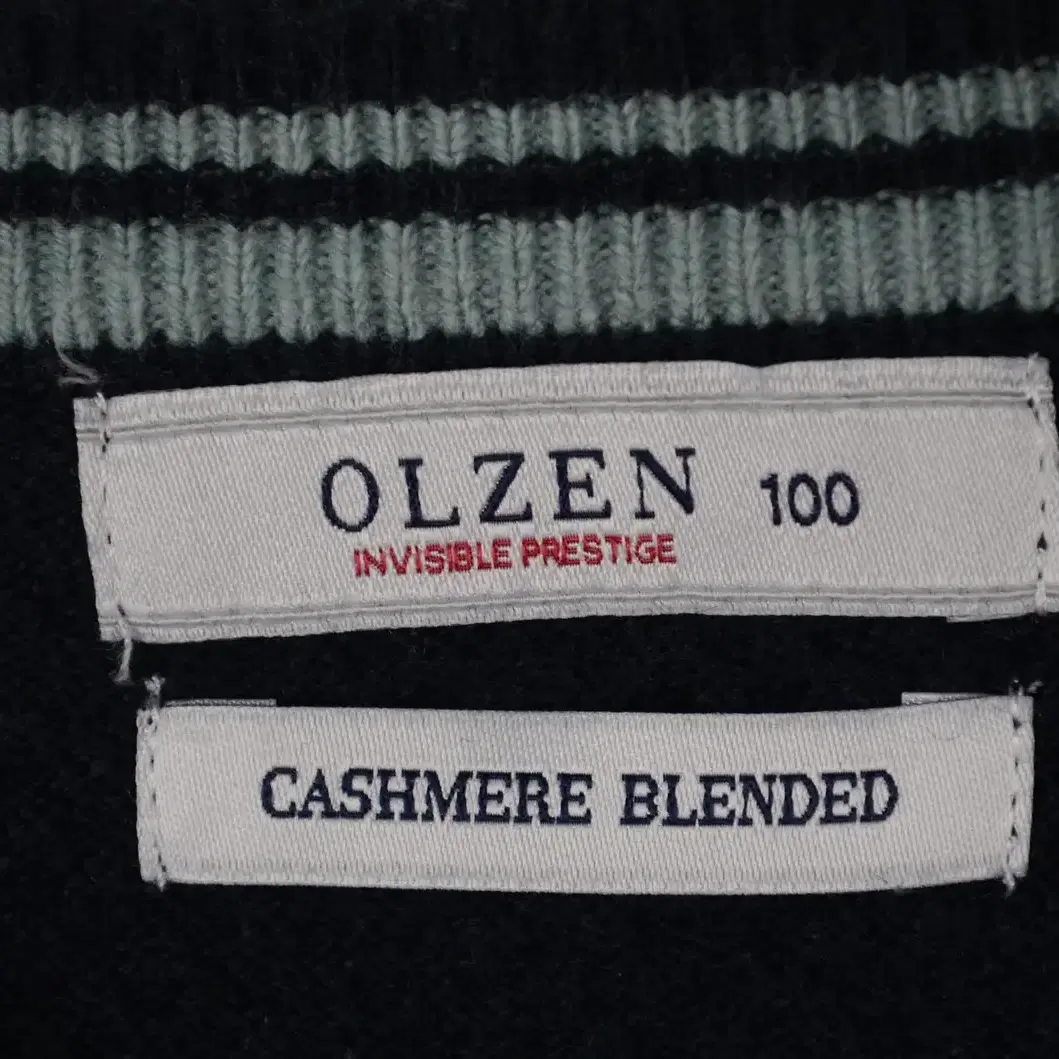 OLZEN 100
INVISIBLE PRESTIGE
CASHMERE BLENDED